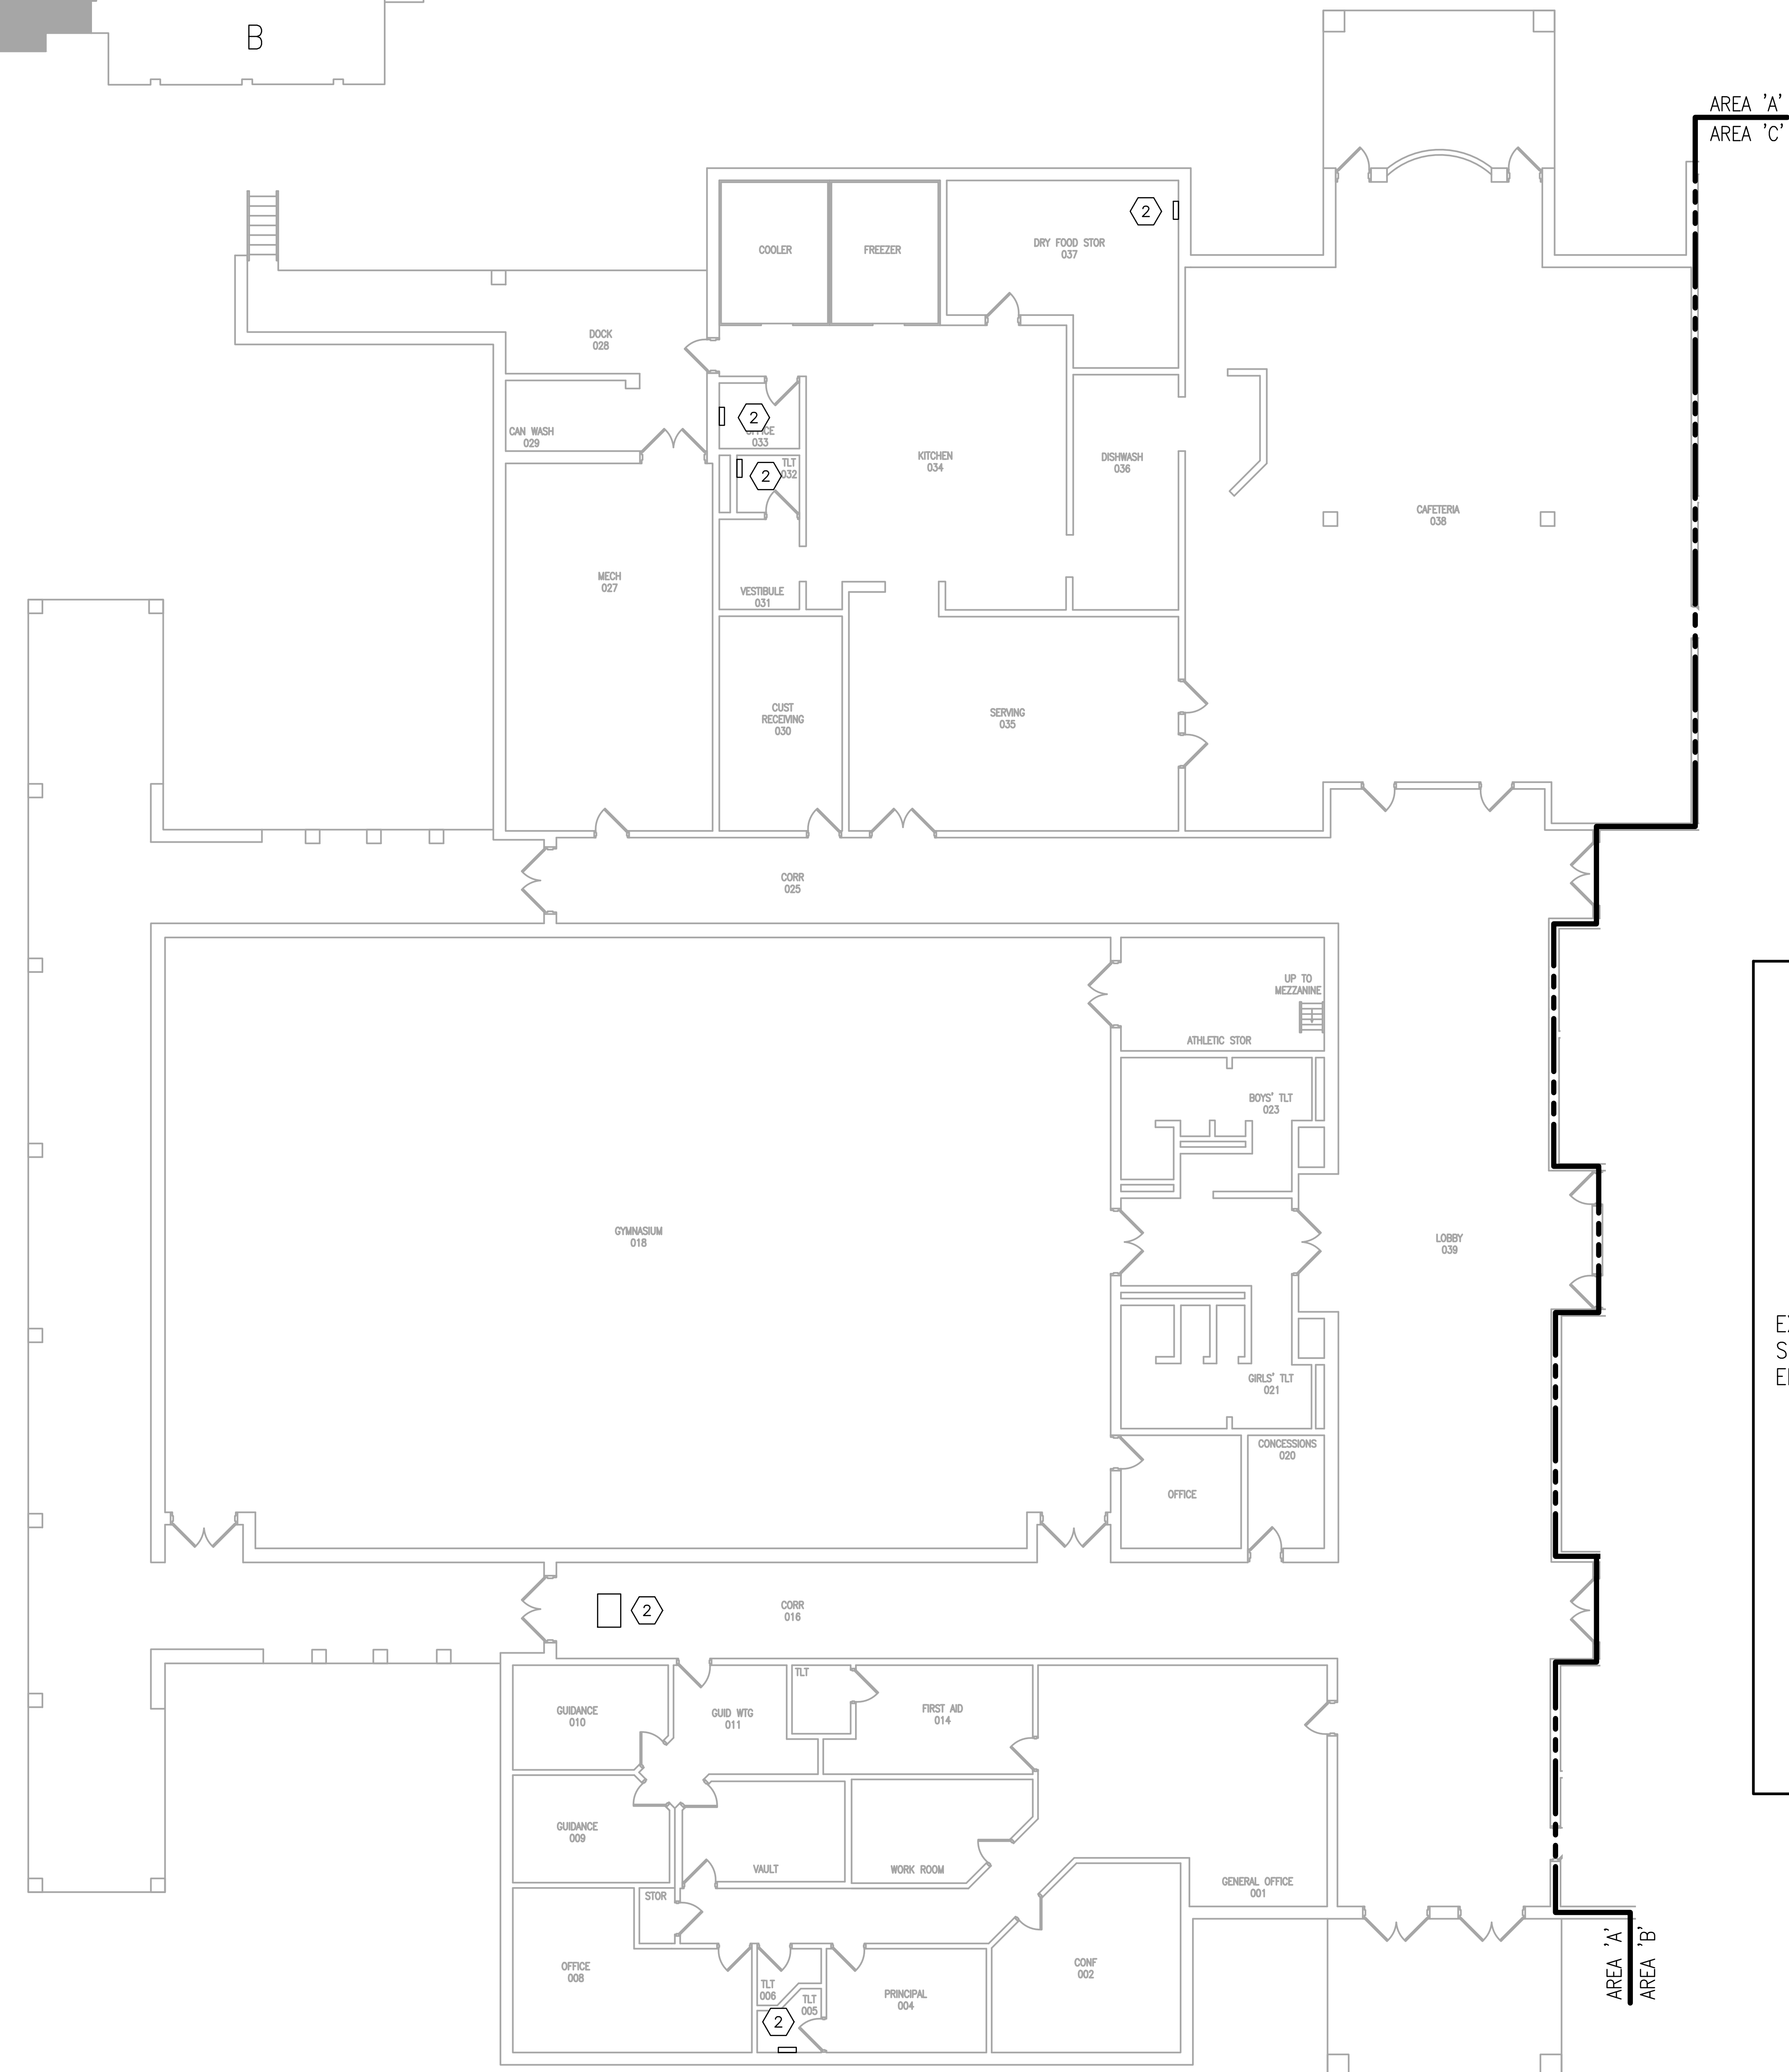 B
AREA 'A'
AREA 'C'
2
COOLER
FREEZER
DRY FOOD STOR
037
DOCK
028
2
CAN WASH
029
033
TLT
032
2
KITCHEN
034
DISHWASH
036
CAFETERIA
038
MECH
027
VESTIBULE
031
CUST
RECEIVING
030
SERVING
035
CORR
025
UP TO
MEZZANINE
ATHLETIC STOR
BOYS' TLT
023
GYMNASIUM
018
LOBBY
039
GIRLS' TLT
021
CONCESSIONS
020
OFFICE
2
CORR
016
TLT
GUIDANCE
010
GUID WTG
011
FIRST AID
014
GUIDANCE
009
VAULT
WORK ROOM
STOR
GENERAL OFFICE
001
OFFICE
008
TLT
006
TLT
005
2
PRINCIPAL
004
CONF
002
AREA 'A'
AREA 'B'